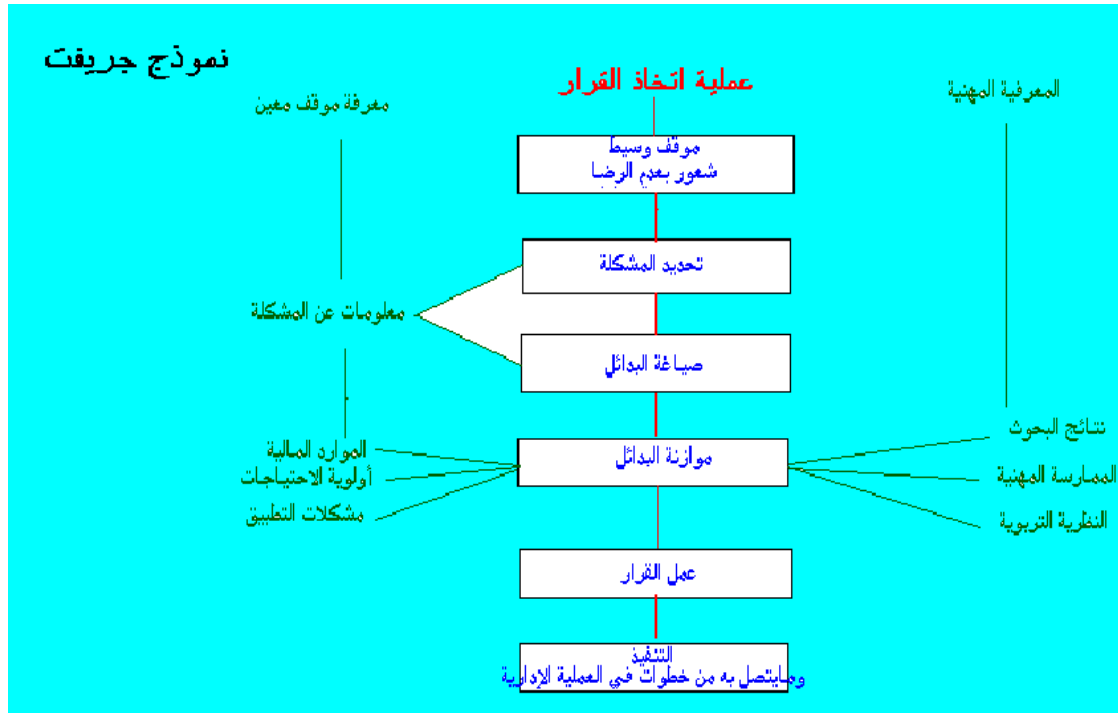 نموذج جريفت
عملية اتخاذ القرار
المعرفية المهنية
معرفة موقف معين
موقف وسيط
شعور بعدم الرضا
تحديد المشكلة
معلومات عن المشكلة
صياغة البدائل
نتائج البحوث
الموارد المالية
موازنة البدائل
الممارسة المهنية
أولوية الاحتياجات
النظرية التربوية
مشكلات التطبيق
عمل القرار
التنفيذ
ومايتصل به من خطوات في العملية الإدارية